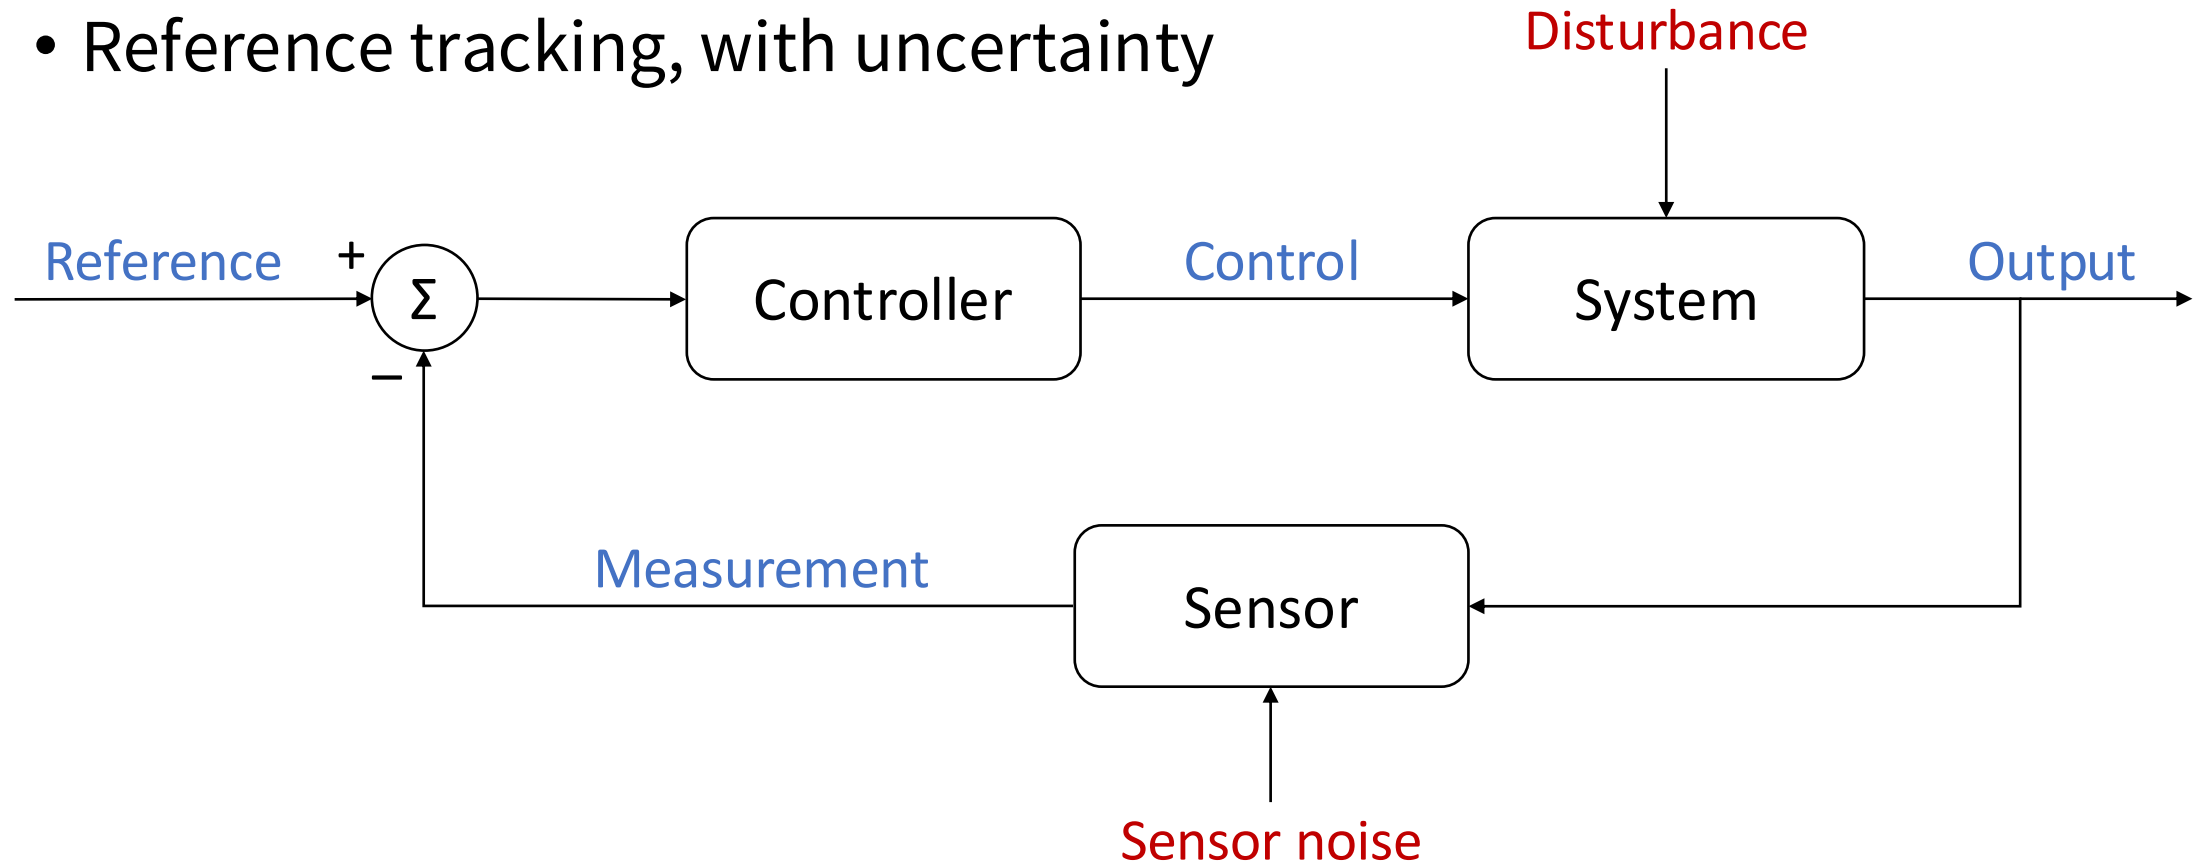 • Reference tracking, with uncertainty
Disturbance
Reference
+
Σ
Controller
Control
System
Output
–
Measurement
Sensor
Sensor noise